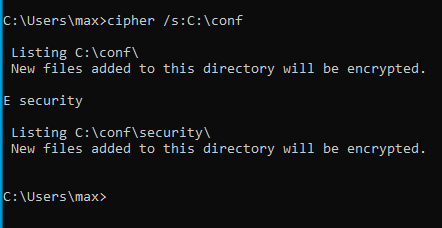 C:\Users\max>cipher /s:C:\conf
Listing C:\conf\
New files added to this directory will be encrypted.
E security
Listing C:\conf\security\
New files added to this directory will be encrypted.
C:\Users\max>